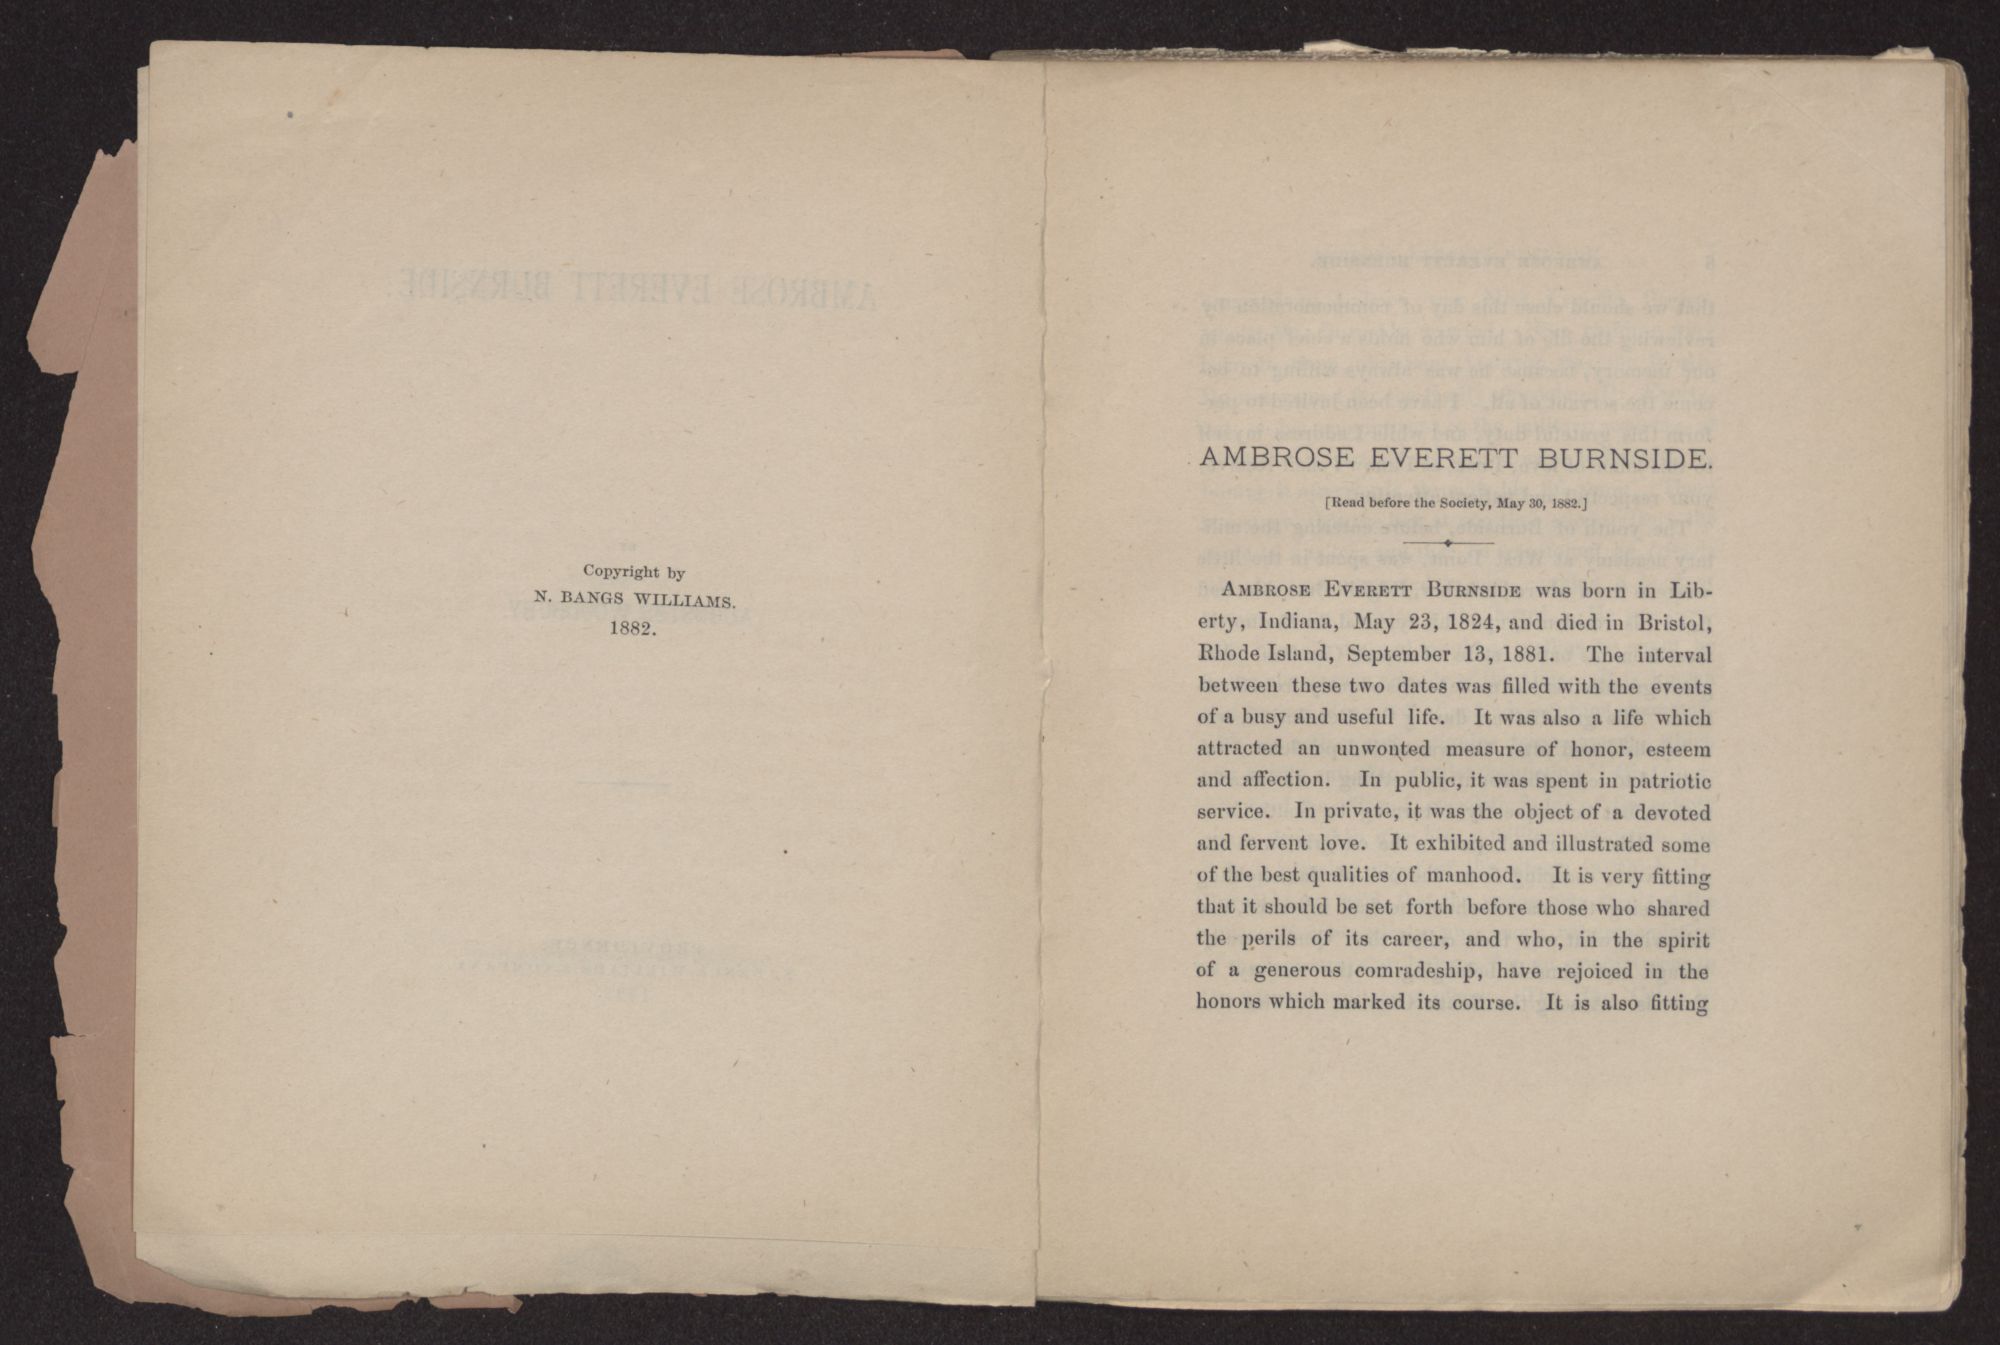 Copyright by
N. BANGS WILLIAMS.
1882.
AMBROSE EVERETT BURNSIDE.
[Read before the Society, May 30, 1882.]
AMBROSE EVERETT BURNSIDE was born in Lib-
erty, Indiana, May 23, 1824, and died in Bristol,
Rhode Island, September 13, 1881. The interval
between these two dates was filled with the events
of a busy and useful life. It was also a life which
attracted an unwonted measure of honor, esteem
and affection. In public, it was spent in patriotic
service. In private, it was the object of a devoted
and fervent love. It exhibited and illustrated some
of the best qualities of manhood. It is very fitting
that it should be set forth before those who shared
the perils of its career, and who, in the spirit
of a generous comradeship, have rejoiced in the
honors which marked its course. It is also fitting